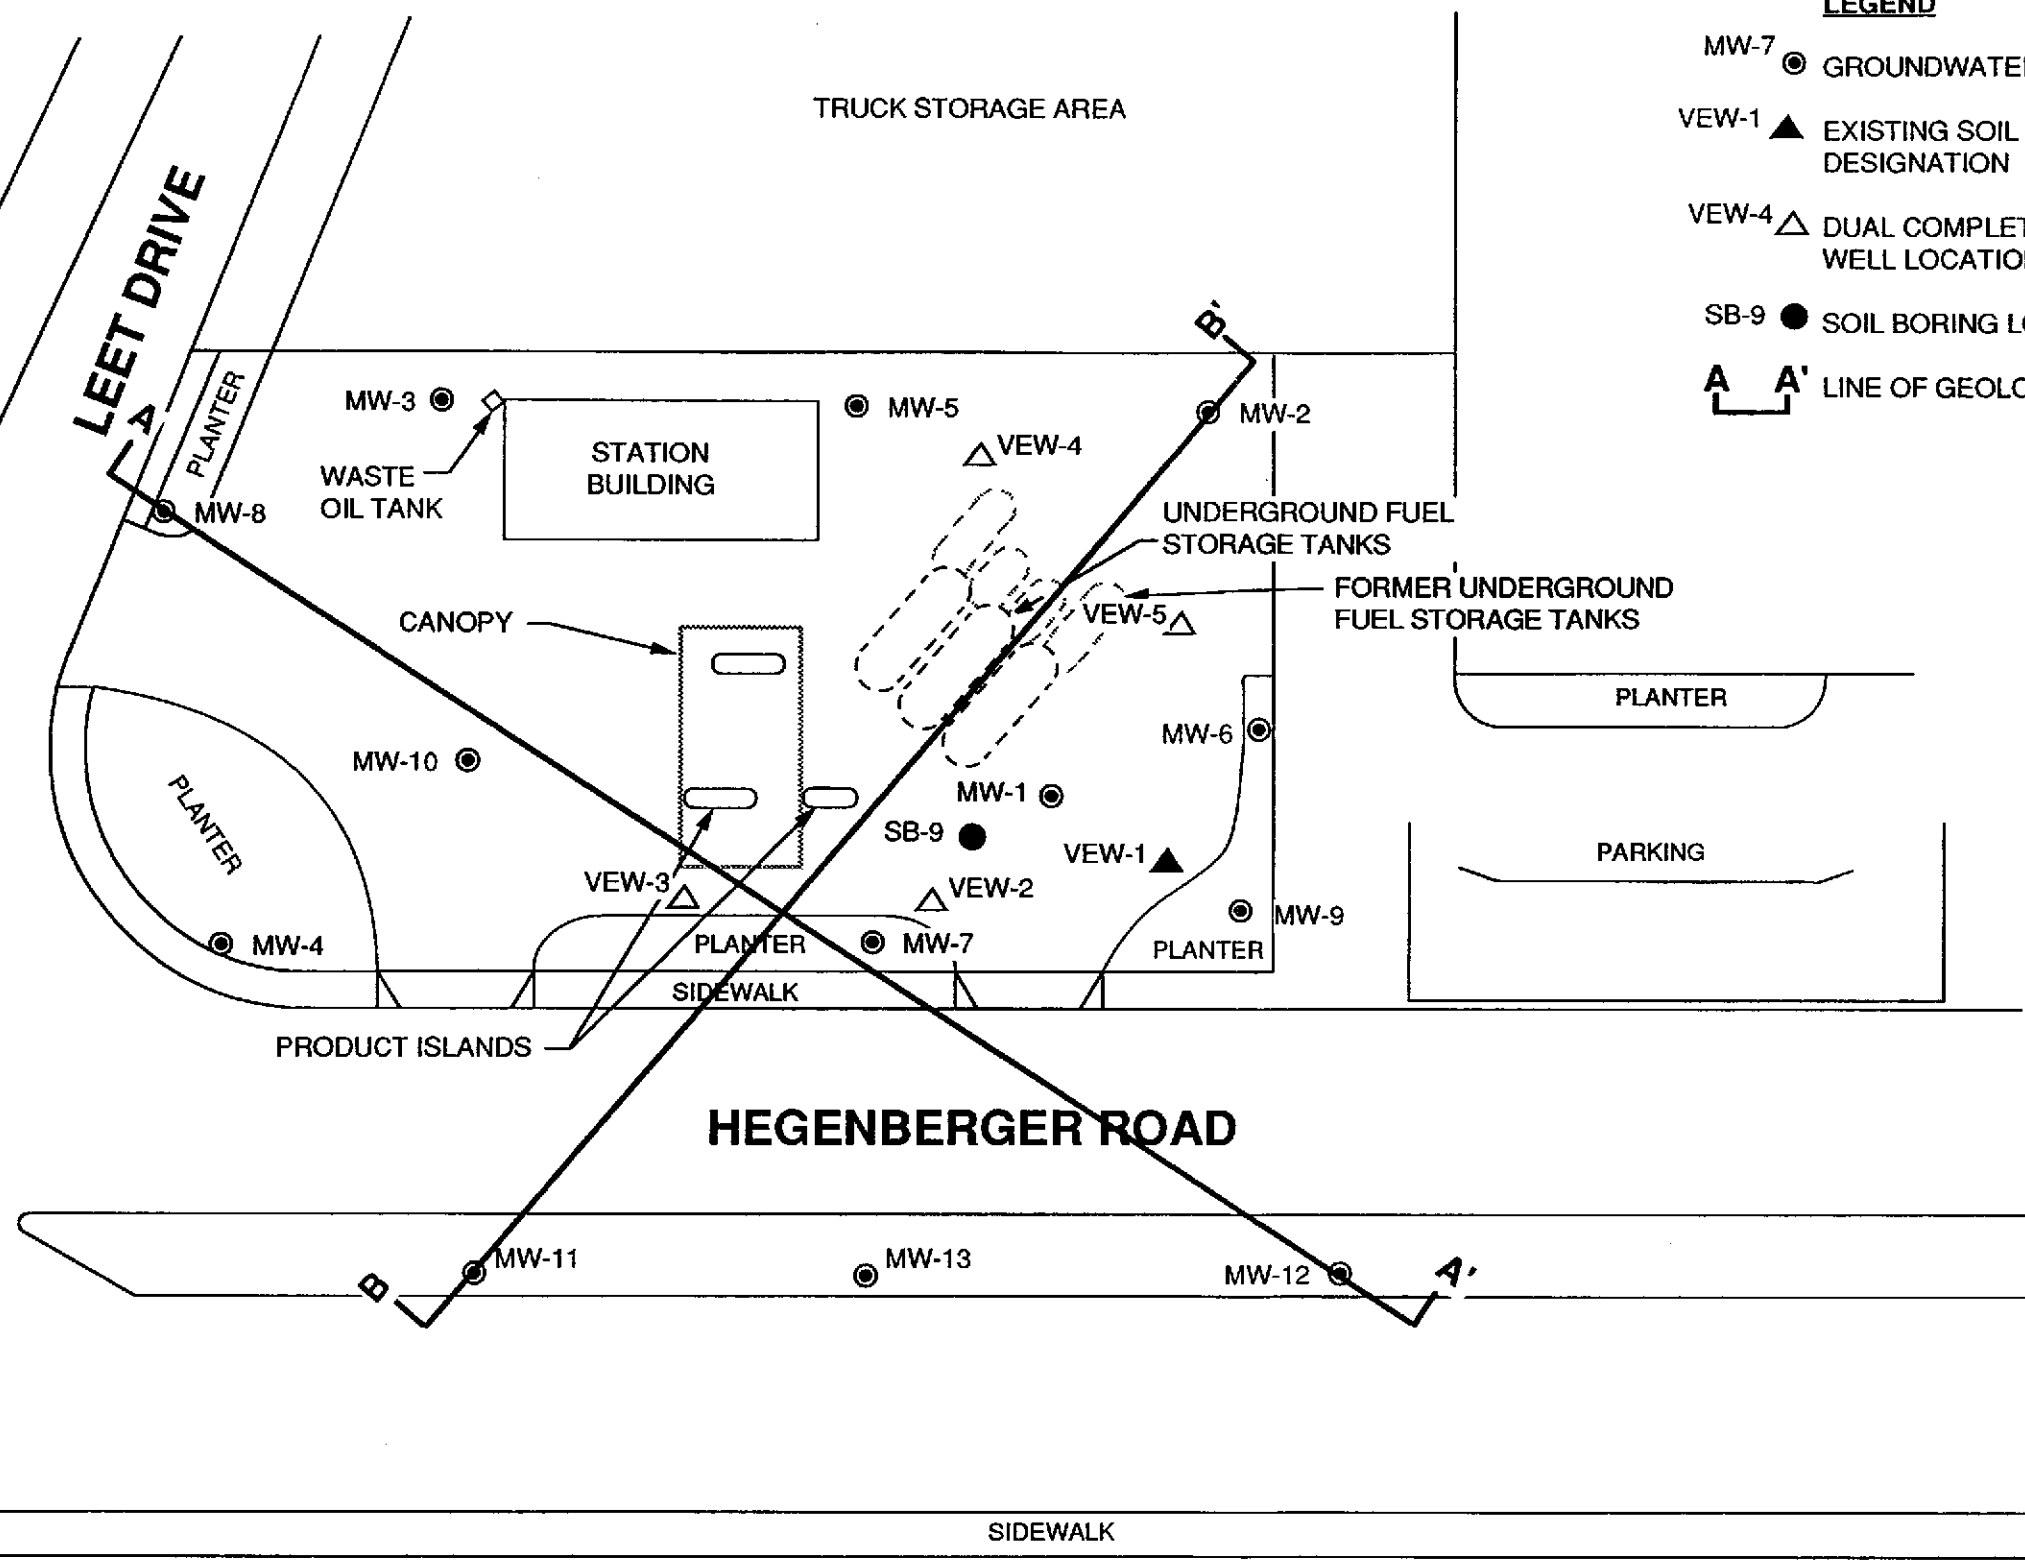 LEGEND
MW-7
GROUNDWATE
VEW-1
EXISTING SOIL
DESIGNATION
VEW-4
DUAL COMPLET
WELL LOCATIO
SB-9
SOIL BORING L
A A' LINE OF GEOLO
TRUCK STORAGE AREA
LEET DRIVE
B'
A
PLANTER
MW-3
MW-5
MW-2
STATION
BUILDING
VEW-4
WASTE
OIL TANK
MW-8
UNDERGROUND FUEL
STORAGE TANKS
FORMER UNDERGROUND
FUEL STORAGE TANKS
VEW-5
CANOPY
PLANTER
MW-6
MW-10
PLANTER
MW-1
SB-9
VEW-1
PARKING
VEW-3
VEW-2
MW-9
MW-4
PLANTER
MW-7
PLANTER
SIDEWALK
PRODUCT ISLANDS
HEGENBERGER ROAD
MW-11
MW-13
MW-12
B
A'
SIDEWALK